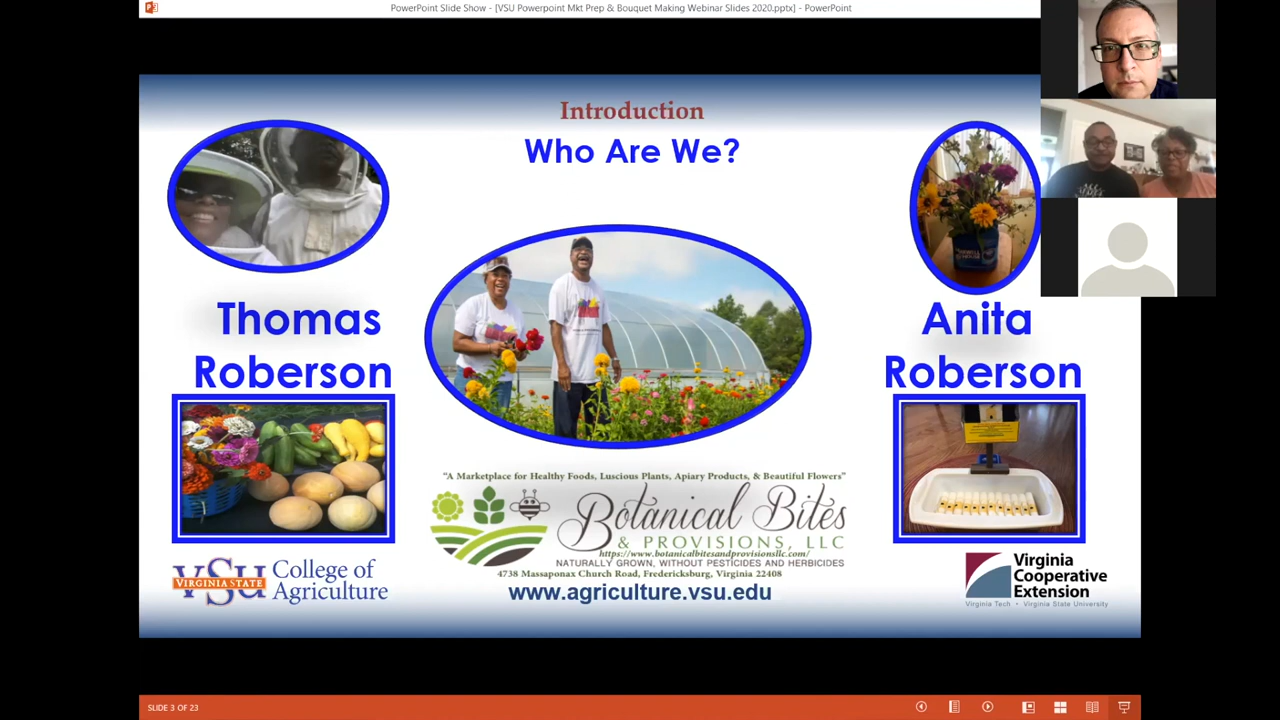 PowerPoint Slide Show - [VSU Powerpoint Mkt Prep & Bouquet Making Webinar Slides 2020.pptx] - PowerPoint
Introduction
Who Are We?
Thomas
Roberson
Anita
Roberson
"A Marketplace for Healthy Foods, Luscious Plants, Apiary Products, & Beautiful Flowers"
Botanical Bites
& PROVISIONS, LLC
https://www.botanicalbitesandprovisionsllc.com/
NATURALLY GROWN, WITHOUT PESTICIDES AND HERBICIDES
4738 Massaponax Church Road, Fredericksburg, Virginia 22408
www.agriculture.vsu.edu
VSU
VIRGINIA STATE
College of
Agriculture
Virginia
Cooperative
Extension
Virginia Tech • Virginia State University
SLIDE 3 OF 23